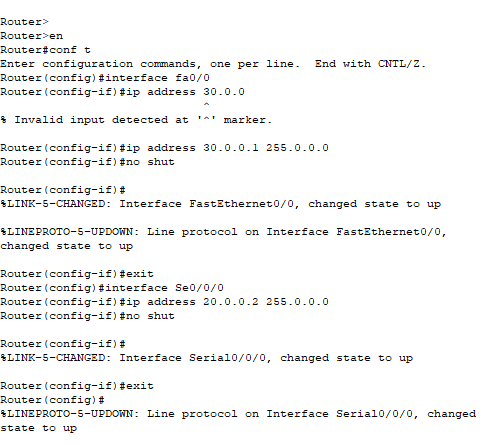 Router>
Router>en
Router#conf t
Enter configuration commands, one per line.  End with CNTL/Z.
Router(config)#interface fa0/0
Router(config-if)#ip address 30.0.0
                             ^
% Invalid input detected at '^' marker.
Router(config-if)#ip address 30.0.0.1 255.0.0.0
Router(config-if)#no shut
Router(config-if)#
%LINK-5-CHANGED: Interface FastEthernet0/0, changed state to up
%LINEPROTO-5-UPDOWN: Line protocol on Interface FastEthernet0/0,
changed state to up
Router(config-if)#exit
Router(config)#interface Se0/0/0
Router(config-if)#ip address 20.0.0.2 255.0.0.0
Router(config-if)#no shut
Router(config-if)#
%LINK-5-CHANGED: Interface Serial0/0/0, changed state to up
Router(config-if)#exit
Router(config)#
%LINEPROTO-5-UPDOWN: Line protocol on Interface Serial0/0/0, changed
state to up